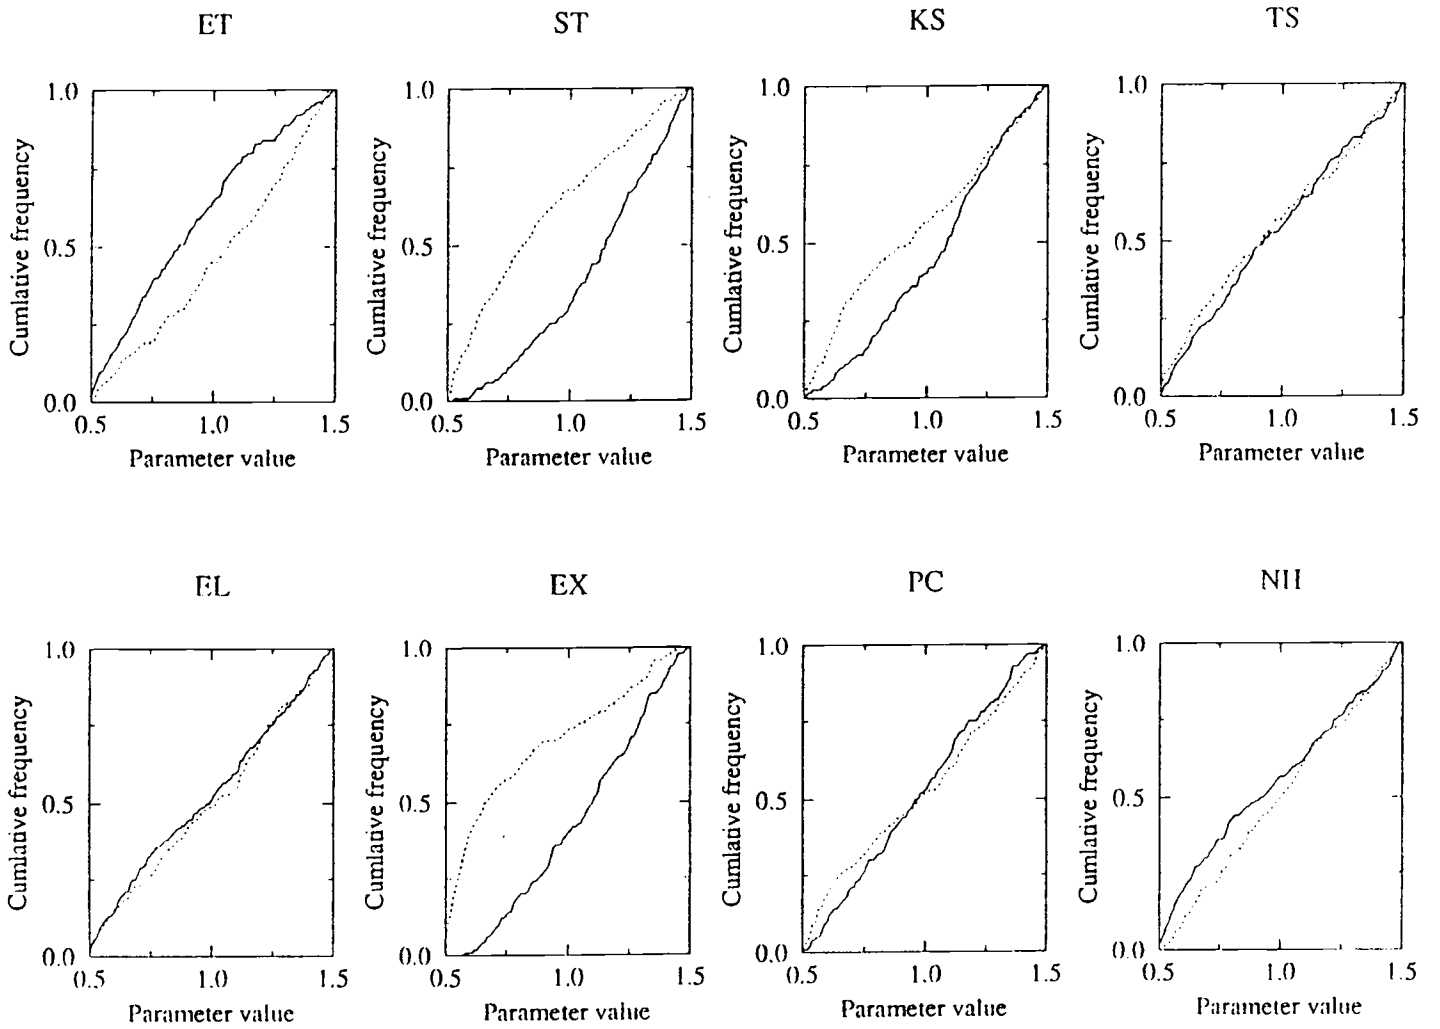 ET ST KS TS
1.0 1.0 1.0 1.0
Cumlative frequency Cumlative frequency Cumlative frequency Cumlative frequency
0.5 0.5 0.5 0.5
0.0 0.0 0.0 0.0
0.5 1.0 1.5 0.5 1.0 1.5 0.5 1.0 1.5 0.5 1.0 1.5
Parameter value Parameter value Parameter value Parameter value
EL EX PC NH
1.0 1.0 1.0 1.0
Cumlative frequency Cumlative frequency Cumlative frequency Cumlative frequency
0.5 0.5 0.5 0.5
0.0 0.0 0.0 0.0
0.5 1.0 1.5 0.5 1.0 1.5 0.5 1.0 1.5 0.5 1.0 1.5
Parameter value Parameter value Parameter value Parameter value